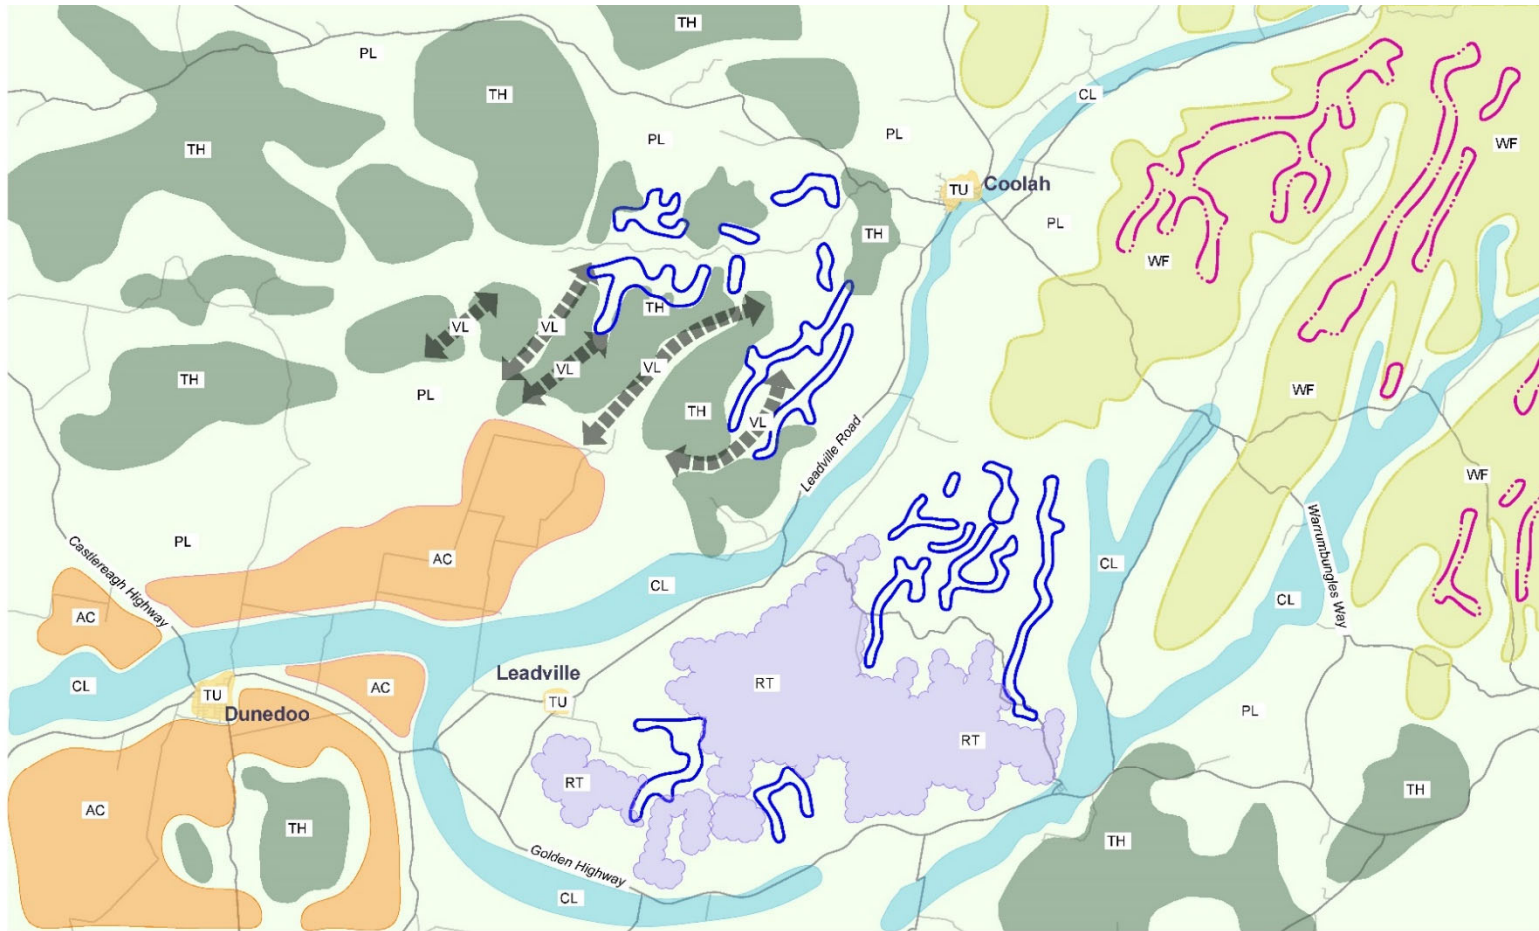 TH
PL
TH
CL
TH
PL
PL
WF
TU
Coolah
PL
TH
WF
TH
VL
VL
VL
VL
TH
PL
TH
VL
WF
Leadville Road
WF
Castlereagh Highway
PL
AC
CL
CL
Warrumbungles Way
CL
AC
Leadville
CL
TU
Dunedoo
AC
TU
RT
PL
RT
RT
AC
TH
TH
TH
Golden Highway
CL